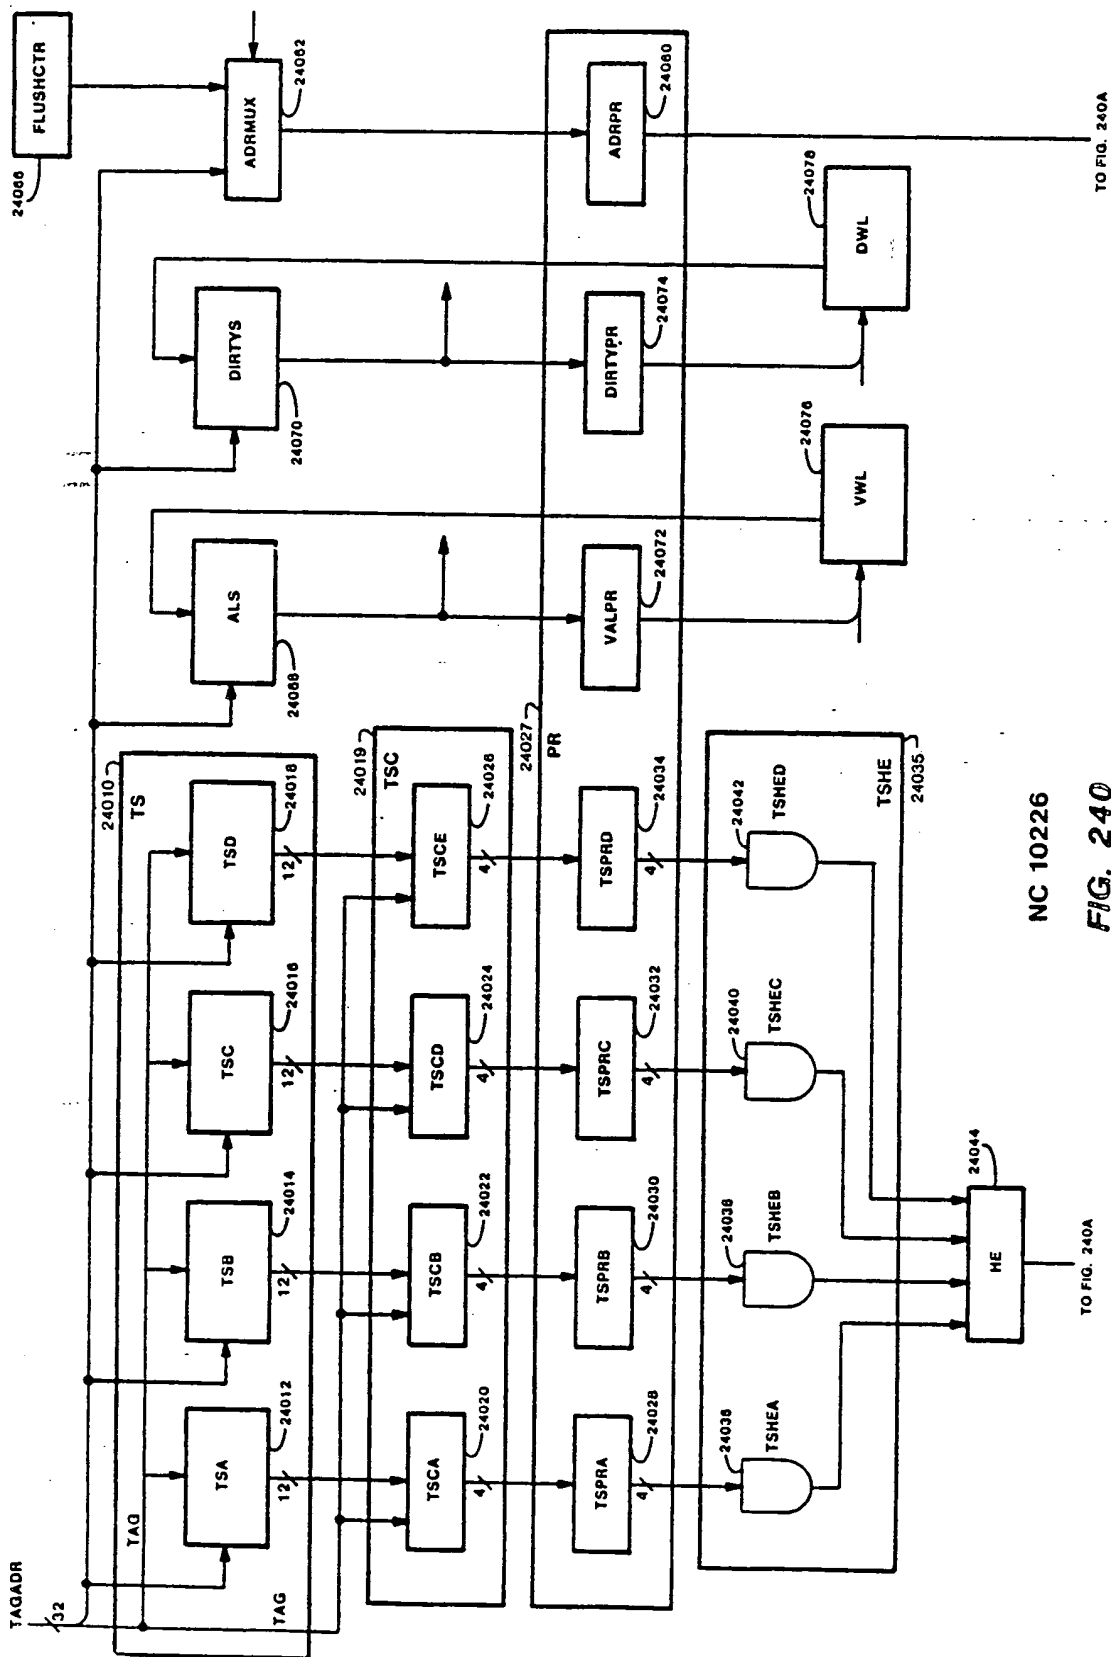 TAGADR
32
TAG
TAG
24010
TS
TSA
24012
12
TSB
24014
12
TSC
24016
12
TSD
24018
12
24019
TSC
TSCA
24020
4
TSCB
24022
4
TSCD
24024
4
TSCE
24026
4
24027
PR
TSPRA
24028
4
TSPRB
24030
4
TSPRC
24032
4
TSPRD
24034
4
24036
TSHEA
24038
TSHEB
24040
TSHEC
24042
TSHED
TSHE
24035
HE
24044
TO FIG. 240A
ALS
24068
VALPR
24072
VWL
24076
DIRTYS
24070
DIRTYPR
24074
DWL
24078
FLUSHCTR
24066
ADRMUX
24062
ADRPR
24060
TO FIG. 240A
NC 10226
FIG. 240